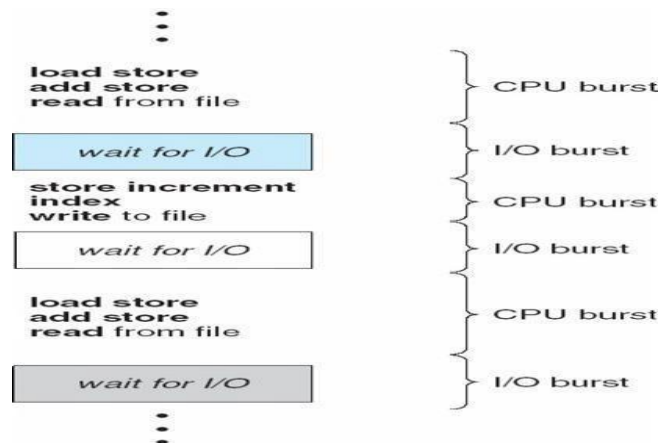 load store
add store
read from file
CPU burst
wait for I/O
I/O burst
store increment
index
write to file
CPU burst
wait for I/O
I/O burst
load store
add store
read from file
CPU burst
wait for I/O
I/O burst